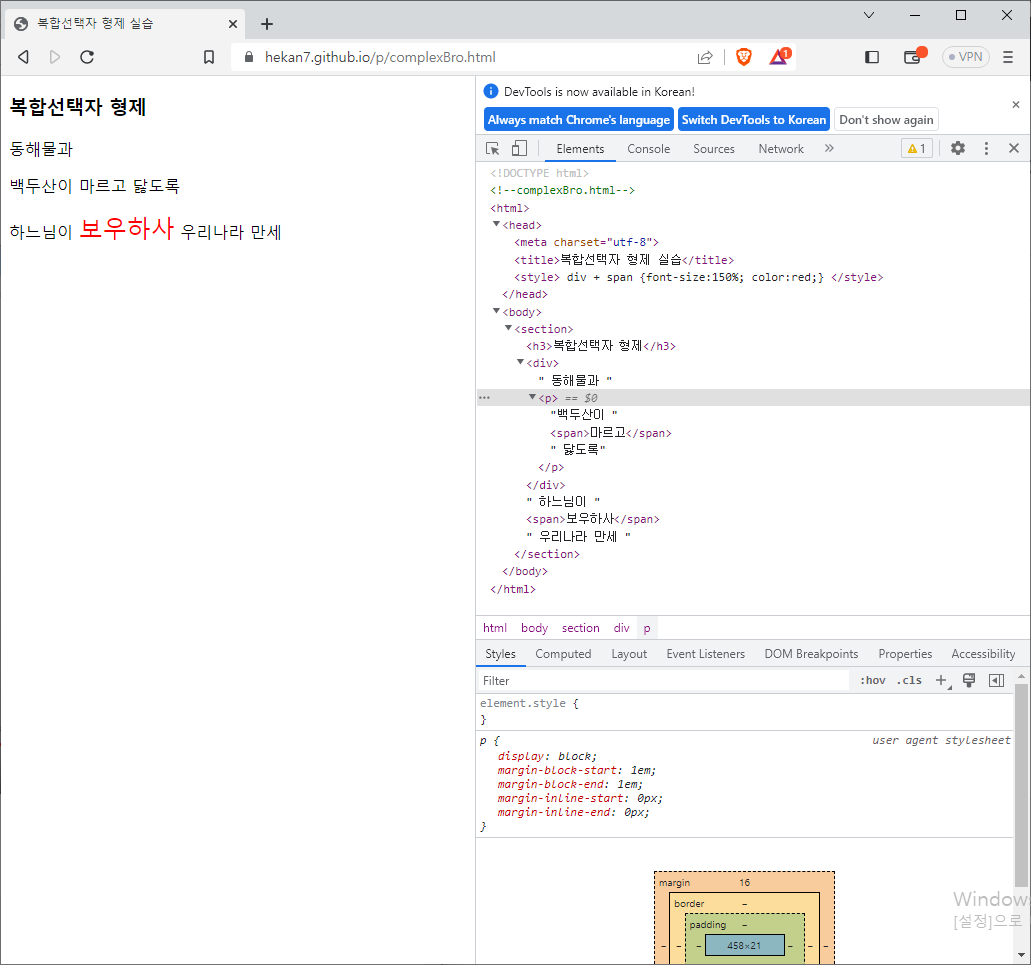 복합선택자 형제 실습
hekan7.github.io/p/complexBro.html
1
VPN
복합선택자 형제
동해물과
백두산이 마르고 닳도록
하느님이 보우하사 우리나라 만세
DevTools is now available in Korean!
Always match Chrome's language Switch DevTools to Korean Don't show again
Elements Console Sources Network » 1
<!DOCTYPE html>
<!--complexBro.html-->
<html>
<head>
<meta charset="utf-8">
<title>복합선택자 형제 실습</title>
<style> div + span {font-size:150%; color:red;} </style>
</head>
<body>
<section>
<h3>복합선택자 형제</h3>
<div>
" 동해물과 "
<p> == $0
"백두산이 "
<span>마르고</span>
" 닳도록"
</p>
</div>
" 하느님이 "
<span>보우하사</span>
" 우리나라 만세 "
</section>
</body>
</html>
html body section div p
Styles Computed Layout Event Listeners DOM Breakpoints Properties Accessibility
Filter :hov .cls
element.style {
}
p { user agent stylesheet
display: block;
margin-block-start: 1em;
margin-block-end: 1em;
margin-inline-start: 0px;
margin-inline-end: 0px;
}
margin 16
border –
padding –
– – – 458×21 – – –
Windows
[설정]으로